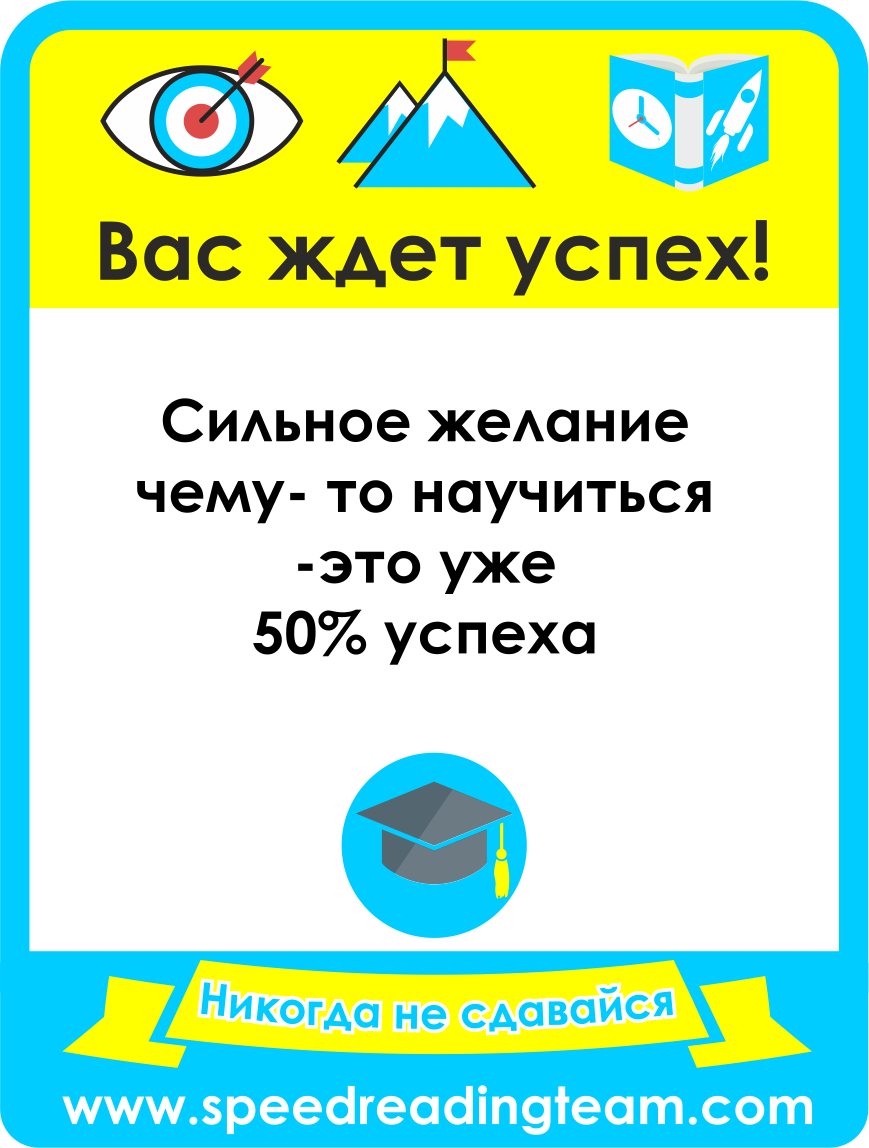 Вас ждет успех!
Сильное желание
чему- то научиться
-это уже
50% успеха
Никогда не сдавайся
www.speedreadingteam.com